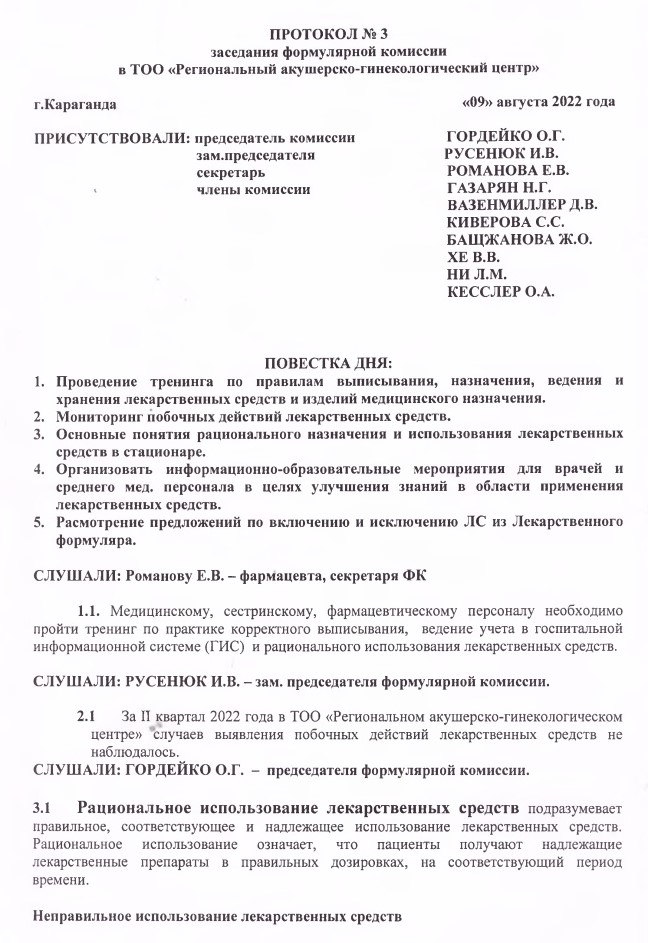 ПРОТОКОЛ № 3
заседания формулярной комиссии
в ТОО «Региональный акушерско-гинекологический центр»
г.Караганда «09» августа 2022 года
ПРИСУТСТВОВАЛИ: председатель комиссии ГОРДЕЙКО О.Г.
зам.председателя РУСЕНЮК И.В.
секретарь РОМАНОВА Е.В.
члены комиссии ГАЗАРЯН Н.Г.
ВАЗЕНМИЛЛЕР Д.В.
КИВЕРОВА С.С.
БАЩЖАНОВА Ж.О.
ХЕ В.В.
НИ Л.М.
КЕССЛЕР О.А.
ПОВЕСТКА ДНЯ:
1. Проведение тренинга по правилам выписывания, назначения, ведения и
хранения лекарственных средств и изделий медицинского назначения.
2. Мониторинг побочных действий лекарственных средств.
3. Основные понятия рационального назначения и использования лекарственных
средств в стационаре.
4. Организовать информационно-образовательные мероприятия для врачей и
среднего мед. персонала в целях улучшения знаний в области применения
лекарственных средств.
5. Расмотрение предложений по включению и исключению ЛС из Лекарственного
формуляра.
СЛУШАЛИ: Романову Е.В. – фармацевта, секретаря ФК
1.1. Медицинскому, сестринскому, фармацевтическому персоналу необходимо
пройти тренинг по практике корректного выписывания, ведение учета в госпитальной
информационной системе (ГИС) и рационального использования лекарственных средств.
СЛУШАЛИ: РУСЕНЮК И.В. – зам. председателя формулярной комиссии.
2.1 За II квартал 2022 года в ТОО «Региональном акушерско-гинекологическом
центре» случаев выявления побочных действий лекарственных средств не
наблюдалось.
СЛУШАЛИ: ГОРДЕЙКО О.Г. – председателя формулярной комиссии.
3.1 Рациональное использование лекарственных средств подразумевает
правильное, соответствующее и надлежащее использование лекарственных средств.
Рациональное использование означает, что пациенты получают надлежащие
лекарственные препараты в правильных дозировках, на соответствующий период
времени.
Неправильное использование лекарственных средств